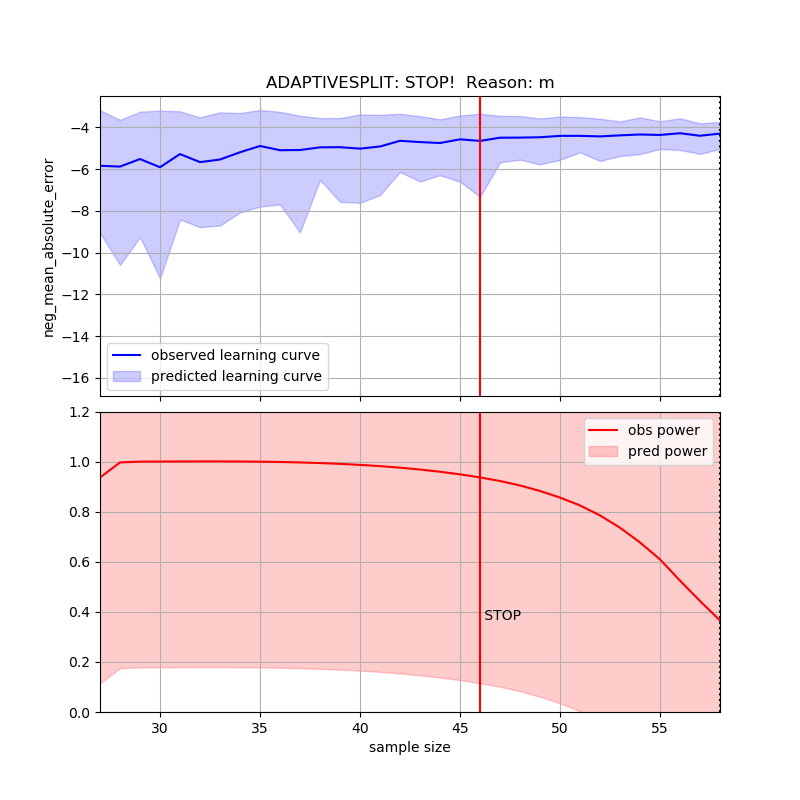 ADAPTIVESPLIT: STOP!  Reason: m
neg_mean_absolute_error
−4
−6
−8
−10
−12
−14
−16
observed learning curve
predicted learning curve
1.2
1.0
0.8
0.6
0.4
0.2
0.0
obs power
pred power
STOP
30 35 40 45 50 55
sample size